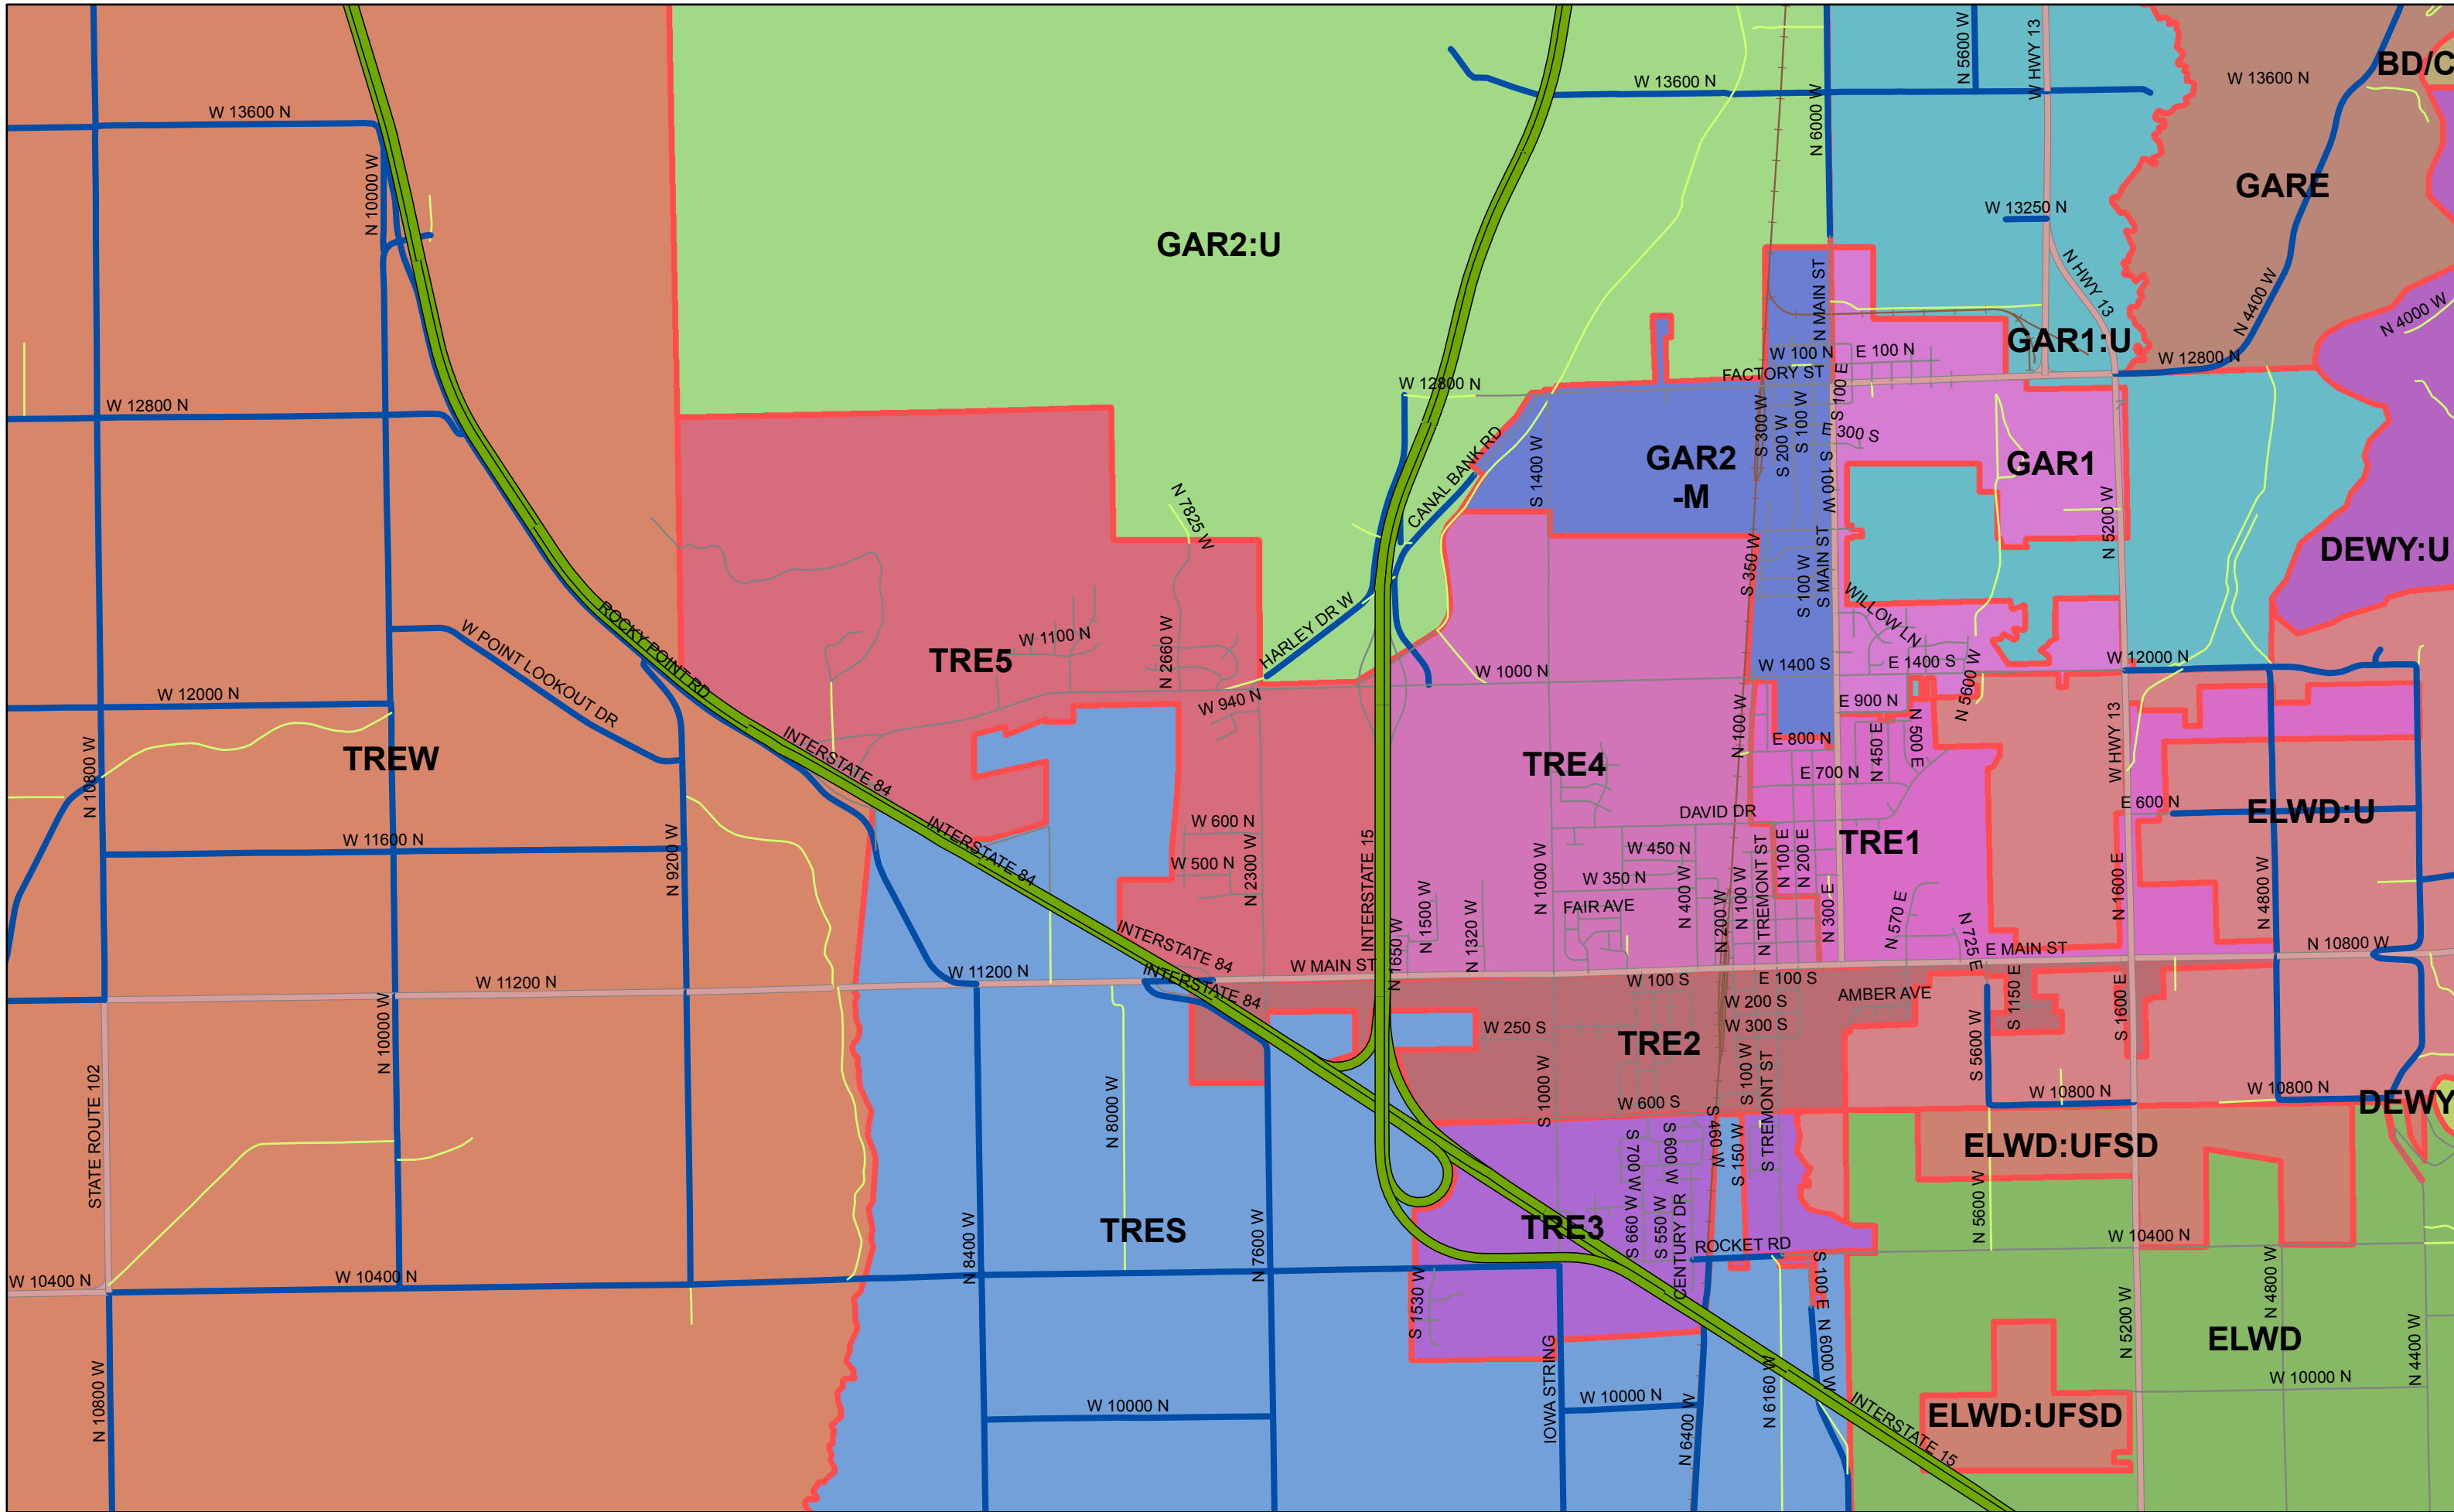 N 5600 W
W HWY 13
BD/C
W 13600 N
W 13600 N
W 13600 N
N 6000 W
N 10000 W
GARE
W 13250 N
GAR2:U
N HWY 13
N 4400 W
N MAIN ST
N 4000 W
GAR1:U
W 100 N
E 100 N
W 12800 N
FACTORY ST
W 12800 N
S 100 E
W 12800 N
S 300 W
S 200 W
S 100 W
E 300 S
CANAL BANK RD
GAR2
-M
GAR1
S 1400 W
S 100 W
N 7825 W
N 5200 W
S MAIN ST
DEWY:U
S 350 W
S 100 W
ROCKY POINT RD
W POINT LOOKOUT DR
HARLEY DR W
WILLOW LN
W 1100 N
N 2660 W
TRE5
W 1400 S
E 1400 S
W 12000 N
W 1000 N
N 5600 W
W 12000 N
W 940 N
E 900 N
N 500 E
N 450 E
N 100 W
W HWY 13
E 800 N
INTERSTATE 84
TREW
TRE4
E 700 N
N 10800 W
E 600 N
ELWD:U
DAVID DR
W 600 N
INTERSTATE 84
TRE1
W 11600 N
N 9200 W
W 500 N
N 2300 W
INTERSTATE 15
W 450 N
N 100 E
N 200 E
N TREMONT ST
W 350 N
N 400 W
N 1000 W
FAIR AVE
N 100 W
N 200 W
N 300 E
N 570 E
N 725 E
N 1600 E
N 4800 W
N 1500 W
N 1320 W
N 1650 W
INTERSTATE 84
N 10800 W
E MAIN ST
W MAIN ST
W 11200 N
W 11200 N
INTERSTATE 84
W 100 S
E 100 S
AMBER AVE
S 1150 E
S 1600 E
W 200 S
W 300 S
W 250 S
TRE2
N 10000 W
S 5600 W
S 1000 W
S 100 W
S TREMONT ST
STATE ROUTE 102
N 8000 W
W 600 S
W 10800 N
W 10800 N
DEWY
ELWD:UFSD
S 700 W
S 600 W
S 460 W
S 150 W
TRES
TRE3
S 690 W
S 550 W
CENTURY DR
N 8400 W
N 7600 W
N 5600 W
ROCKET RD
W 10400 N
W 10400 N
W 10400 N
N 4800 W
S 1530 W
S 100 E
N 5200 W
ELWD
N 4400 W
N 6000 W
IOWA STRING
N 6160 W
W 10000 N
W 10000 N
W 10000 N
N 10800 W
N 6400 W
ELWD:UFSD
INTERSTATE 15